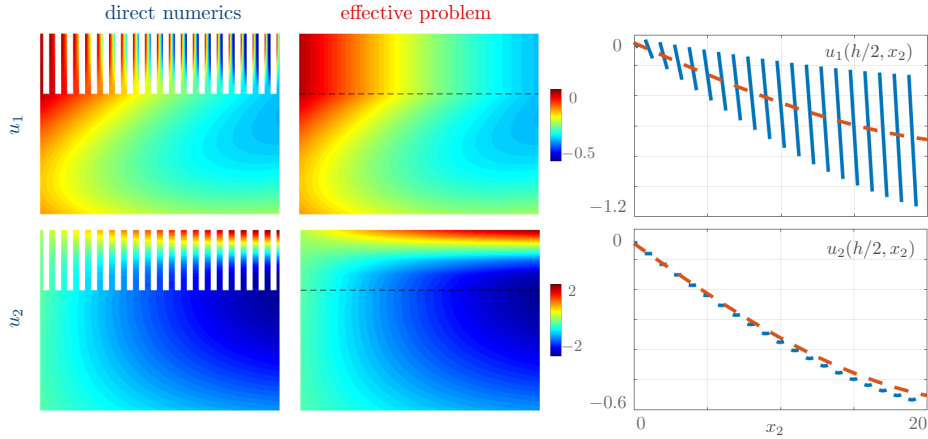 direct numerics
effective problem
u₁
0
−0.5
0
−1.2
u₁(h/2, x₂)
u₂
2
−2
0
−0.6
u₂(h/2, x₂)
0
x₂
20